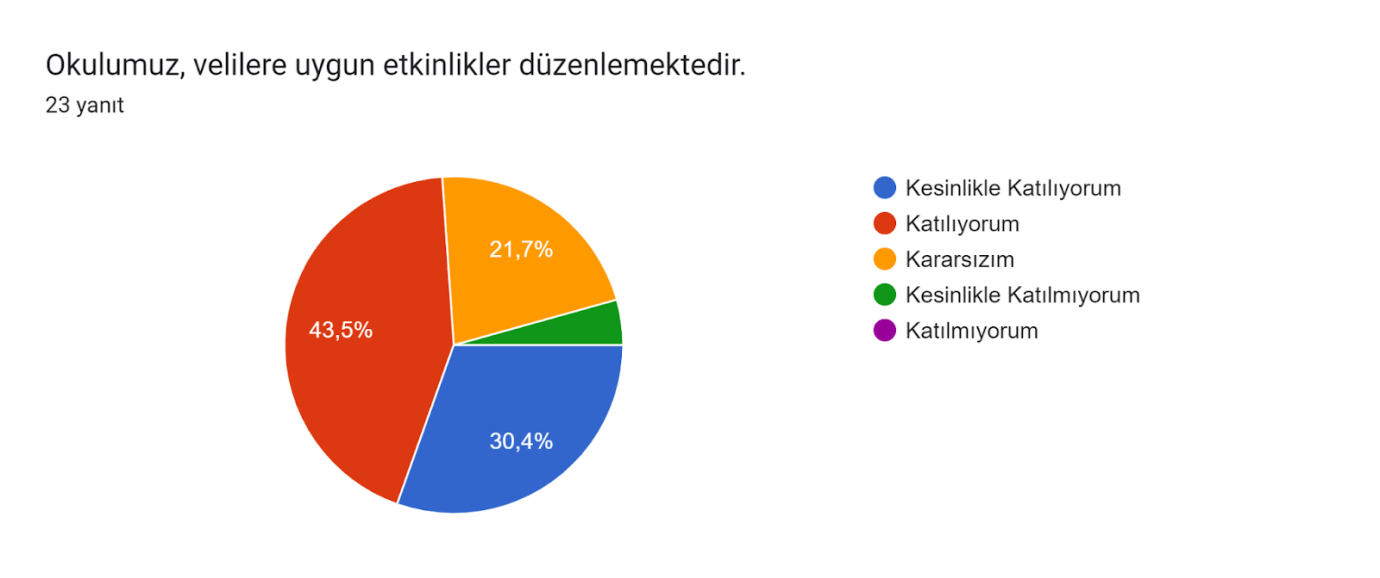 Okulumuz, velilere uygun etkinlikler düzenlemektedir.
23 yanıt
21,7%
43,5%
30,4%
Kesinlikle Katılıyorum
Katılıyorum
Kararsızım
Kesinlikle Katılmıyorum
Katılmıyorum